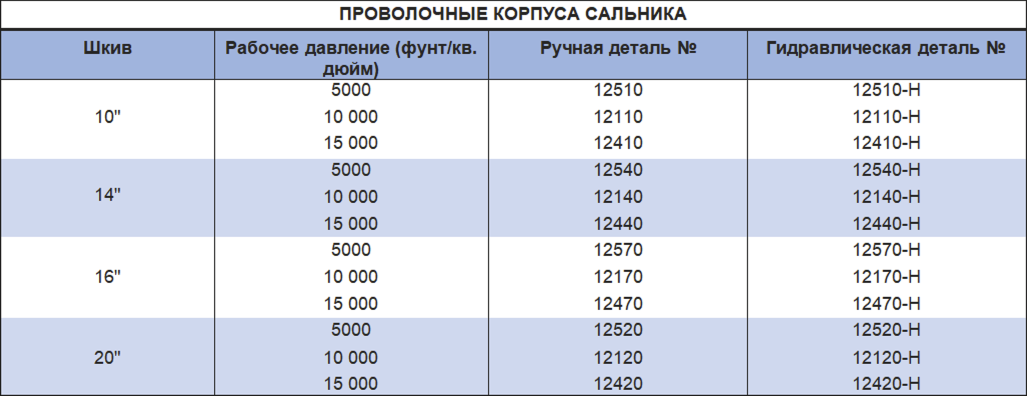 ПРОВОЛОЧНЫЕ КОРПУСА САЛЬНИКА
Шкив Рабочее давление (фунт/кв. дюйм) Ручная деталь № Гидравлическая деталь №
10" 5000 12510 12510-Н
10 000 12110 12110-Н
15 000 12410 12410-Н
14" 5000 12540 12540-Н
10 000 12140 12140-Н
15 000 12440 12440-Н
16" 5000 12570 12570-Н
10 000 12170 12170-Н
15 000 12470 12470-Н
20" 5000 12520 12520-Н
10 000 12120 12120-Н
15 000 12420 12420-Н